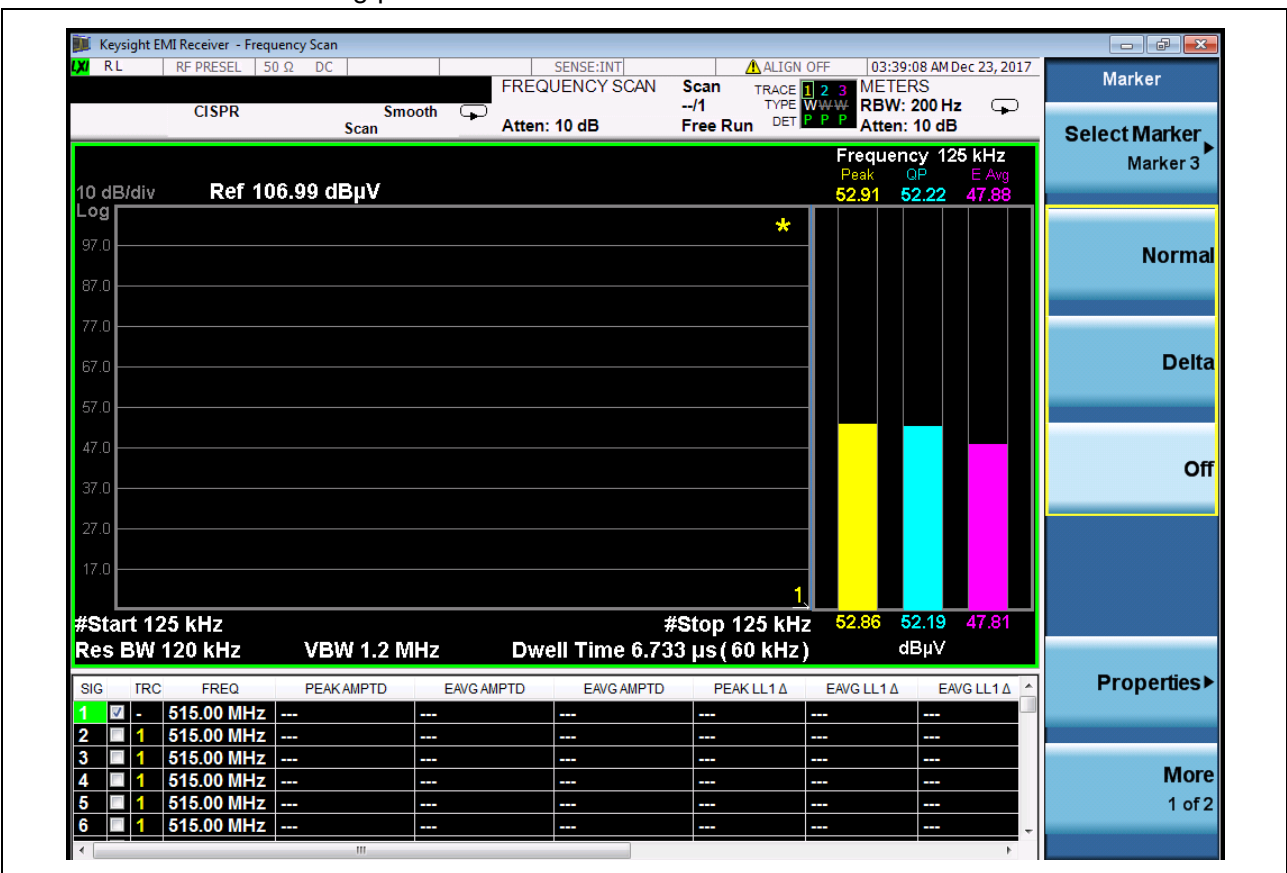 Keysight EMI Receiver - Frequency Scan
LXI RL RF PRESEL 50 Ω DC SENSE:INT ALIGN OFF 03:39:08 AM Dec 23, 2017
FREQUENCY SCAN Scan TRACE 1 2 3 METERS
CISPR Smooth --/1 TYPE W W W RBW: 200 Hz
Scan Atten: 10 dB Free Run DET P P P Atten: 10 dB
Frequency 125 kHz
Peak QP E Avg
10 dB/div Ref 106.99 dBµV 52.91 52.22 47.88
Log
*
97.0
87.0
77.0
67.0
57.0
47.0
37.0
27.0
17.0
1
#Start 125 kHz #Stop 125 kHz 52.86 52.19 47.81
Res BW 120 kHz VBW 1.2 MHz Dwell Time 6.733 µs (60 kHz) dBµV
SIG TRC FREQ PEAK AMPTD EAVG AMPTD EAVG AMPTD PEAK LL1 Δ EAVG LL1 Δ EAVG LL1 Δ
1 - 515.00 MHz --- --- --- --- --- ---
2 1 515.00 MHz --- --- --- --- --- ---
3 1 515.00 MHz --- --- --- --- --- ---
4 1 515.00 MHz --- --- --- --- --- ---
5 1 515.00 MHz --- --- --- --- --- ---
6 1 515.00 MHz --- --- --- --- --- ---
Marker
Select Marker
Marker 3
Normal
Delta
Off
Properties
More
1 of 2